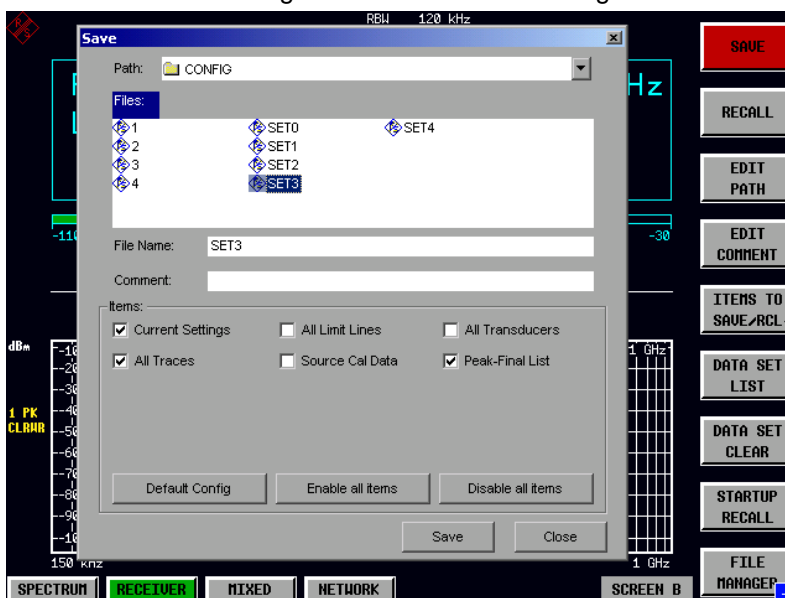 RBW 120 kHz
Save
Path: CONFIG
Files:
1 SET0 SET4
2 SET1
3 SET2
4 SET3
Hz
-30
File Name: SET3
Comment:
Items:
Current Settings All Limit Lines All Transducers
All Traces Source Cal Data Peak-Final List
Default Config Enable all items Disable all items
Save Close
dBm
1 GHz
1 PK
CLRWR
150 kHz
1 GHz
SPECTRUM RECEIVER MIXED NETWORK SCREEN B
SAVE
RECALL
EDIT
PATH
EDIT
COMMENT
ITEMS TO
SAVE/RCL
DATA SET
LIST
DATA SET
CLEAR
STARTUP
RECALL
FILE
MANAGER